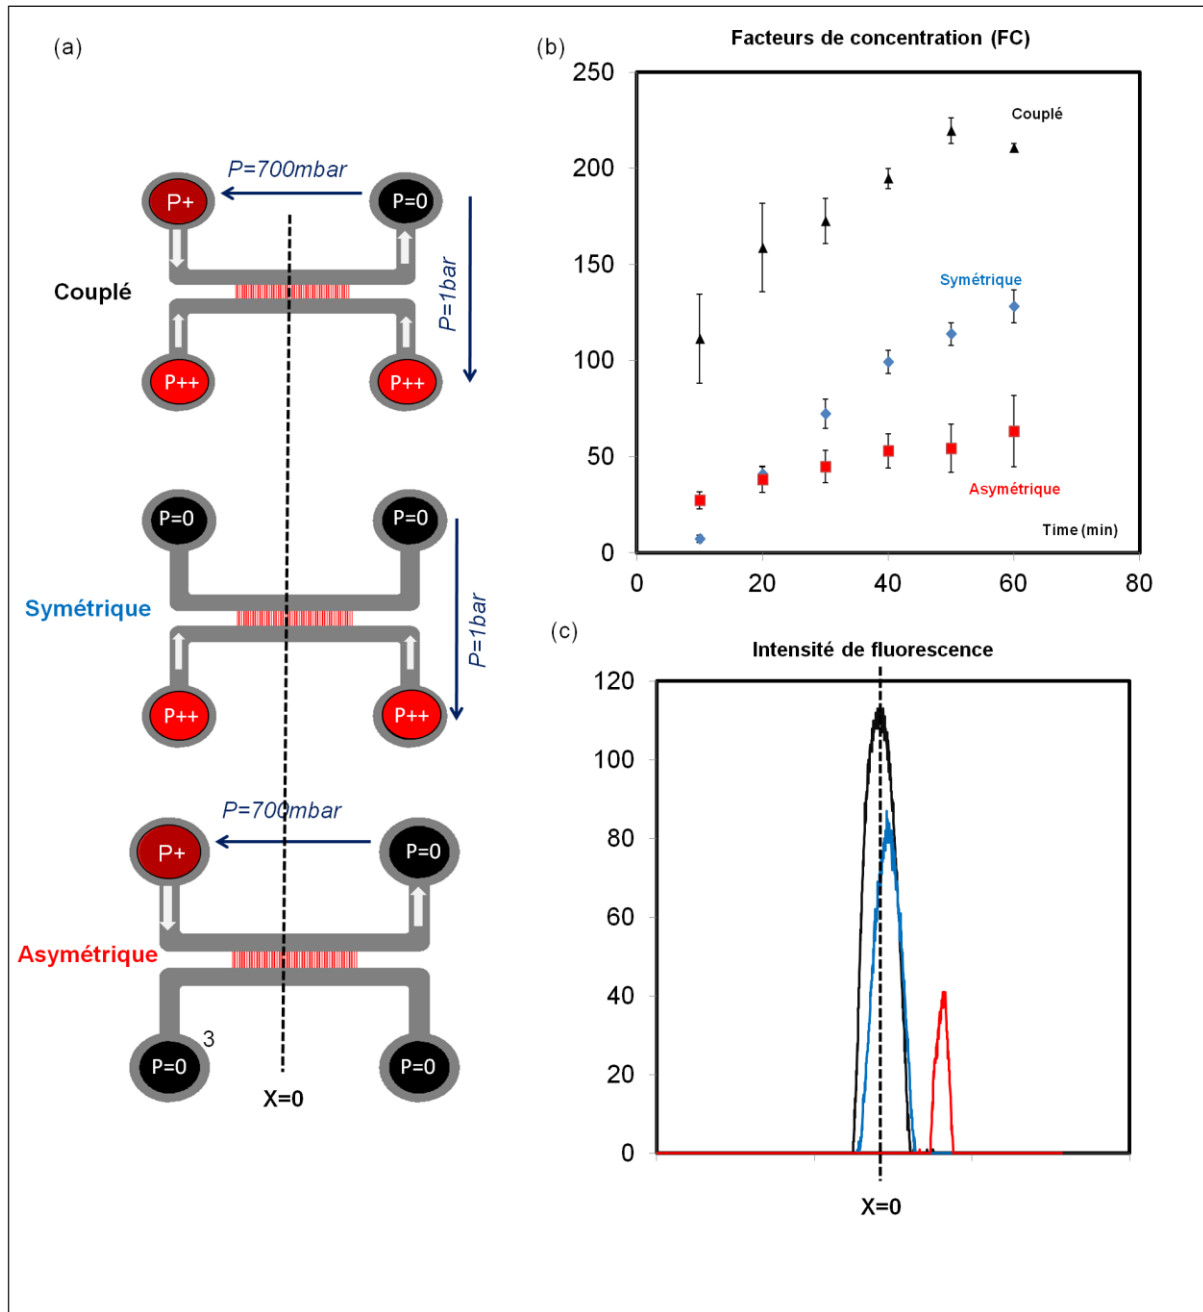 (a)
P=700mbar
P+
P=0
Couplé
P=1bar
P++
P++
P=0
P=0
Symétrique
P=1bar
P++
P++
P=700mbar
P+
P=0
Asymétrique
3
P=0
P=0
X=0
(b)
Facteurs de concentration (FC)
250
200
150
100
50
0
Couplé
Symétrique
Asymétrique
Time (min)
0 20 40 60 80
(c)
Intensité de fluorescence
120
100
80
60
40
20
0
X=0